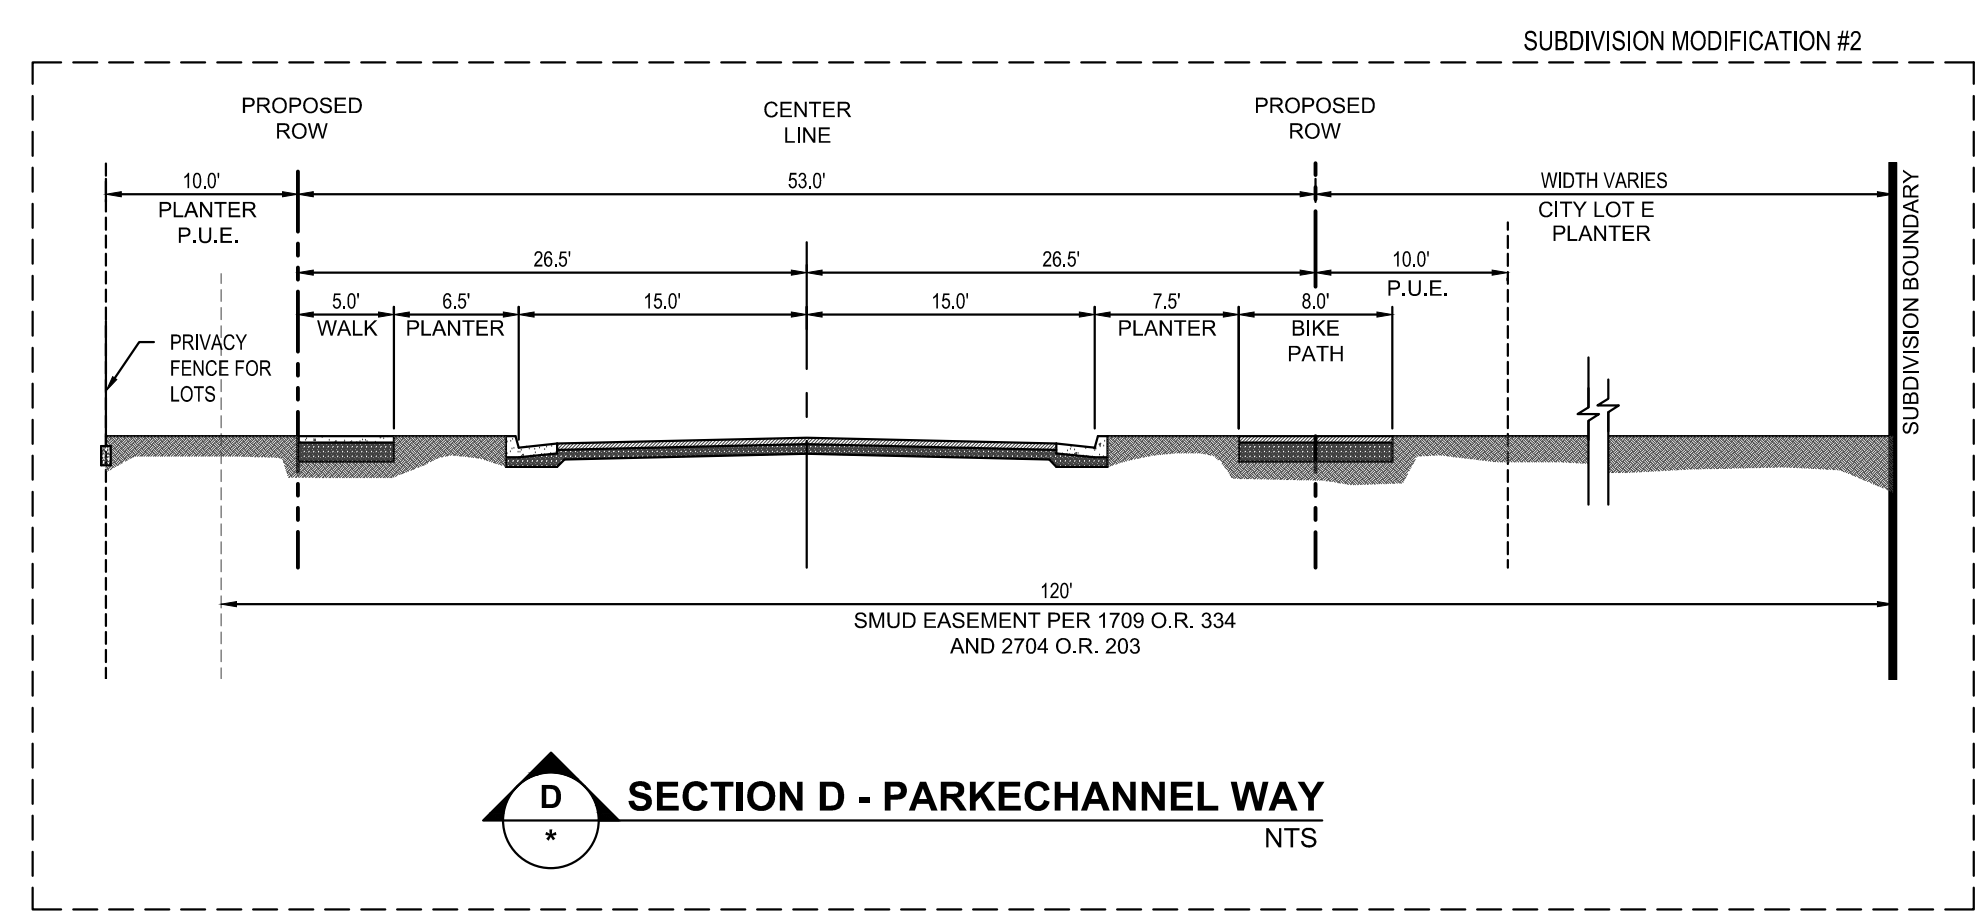 SUBDIVISION MODIFICATION #2
PROPOSED
ROW
CENTER
LINE
PROPOSED
ROW
10.0'
53.0'
WIDTH VARIES
PLANTER
P.U.E.
CITY LOT E
PLANTER
SUBDIVISION BOUNDARY
26.5'
26.5'
10.0'
P.U.E.
5.0'
6.5'
15.0'
15.0'
7.5'
8.0'
WALK
PLANTER
PLANTER
BIKE
PATH
PRIVACY
FENCE FOR
LOTS
120'
SMUD EASEMENT PER 1709 O.R. 334
AND 2704 O.R. 203
D
*
SECTION D - PARKECHANNEL WAY
NTS